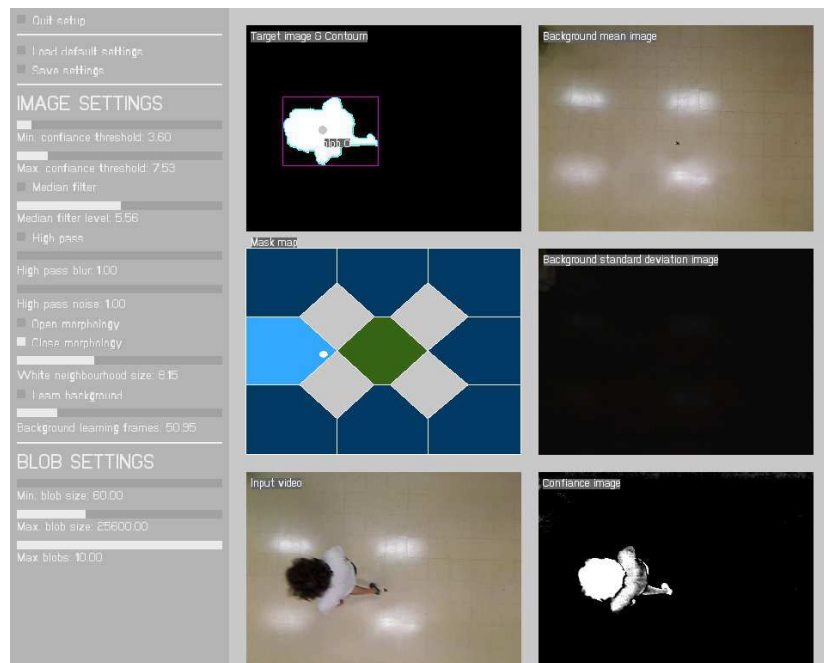 Quit setup
Load default settings
Save settings
IMAGE SETTINGS
Min. confiance threshold: 3.60
Max. confiance threshold: 7.53
Median filter
Median filter level: 5.56
High pass
High pass blur: 1.00
High pass noise: 1.00
Open morphology
Close morphology
White neighbourhood size: 8.15
Learn background
Background learning frames: 50.95
BLOB SETTINGS
Min. blob size: 60.00
Max. blob size: 25600.00
Max blobs: 10.00
Target image & Contourn
blob 0
Background mean image
Mask map
Background standard deviation image
Input video
Confiance image